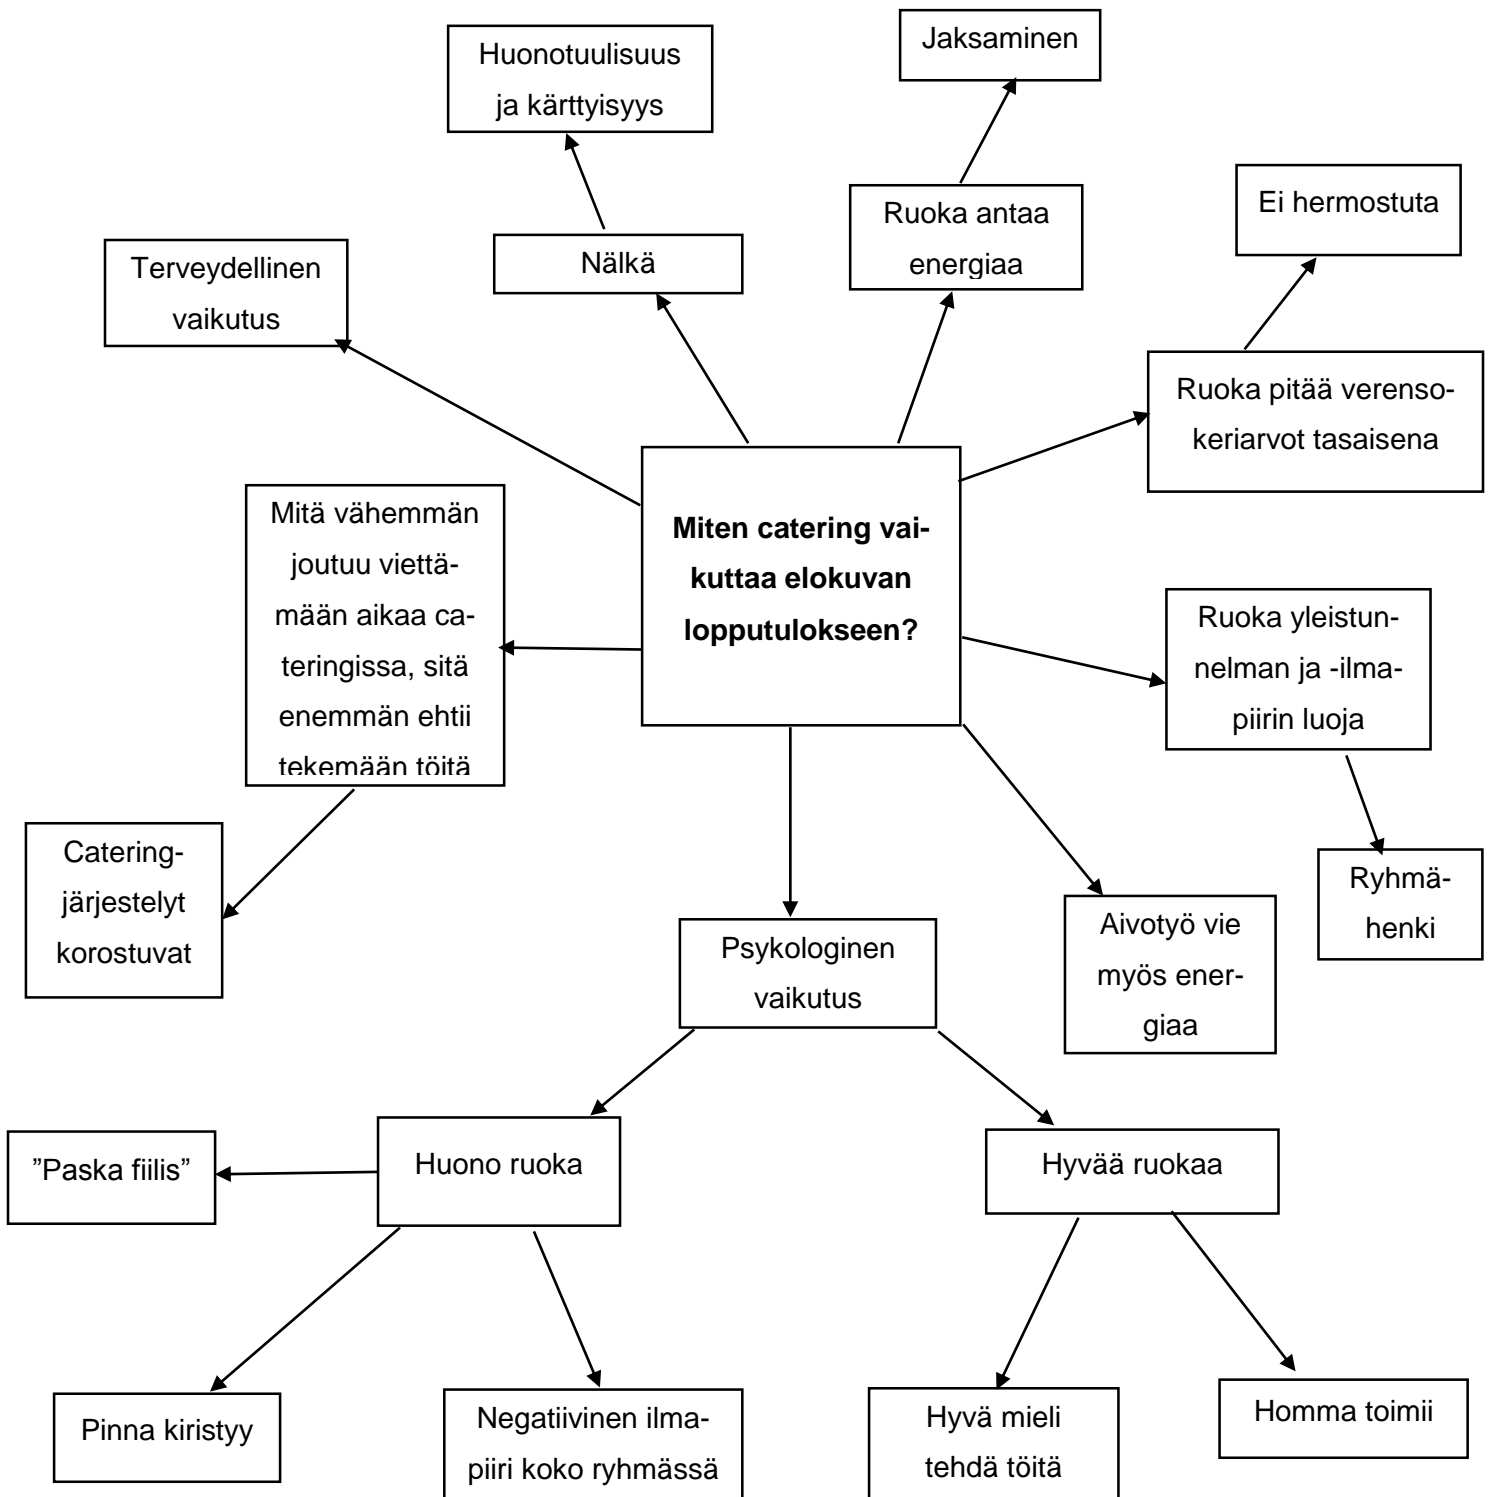 Jaksaminen
Huonotuulisuus
ja kärttyisyys
Ei hermostuta
Ruoka antaa
energiaa
Nälkä
Terveydellinen
vaikutus
Ruoka pitää verenso-
keriarvot tasaisena
Mitä vähemmän
joutuu viettä-
mään aikaa ca-
teringissa, sitä
enemmän ehtii
tekemään töitä
Miten catering vai-
kuttaa elokuvan
lopputulokseen?
Ruoka yleistun-
nelman ja -ilma-
piirin luoja
Catering-
järjestelyt
korostuvat
Ryhmä-
henki
Aivotyö vie
myös ener-
giaa
Psykologinen
vaikutus
”Paska fiilis”
Huono ruoka
Hyvää ruokaa
Pinna kiristyy
Negatiivinen ilma-
piiri koko ryhmässä
Hyvä mieli
tehdä töitä
Homma toimii